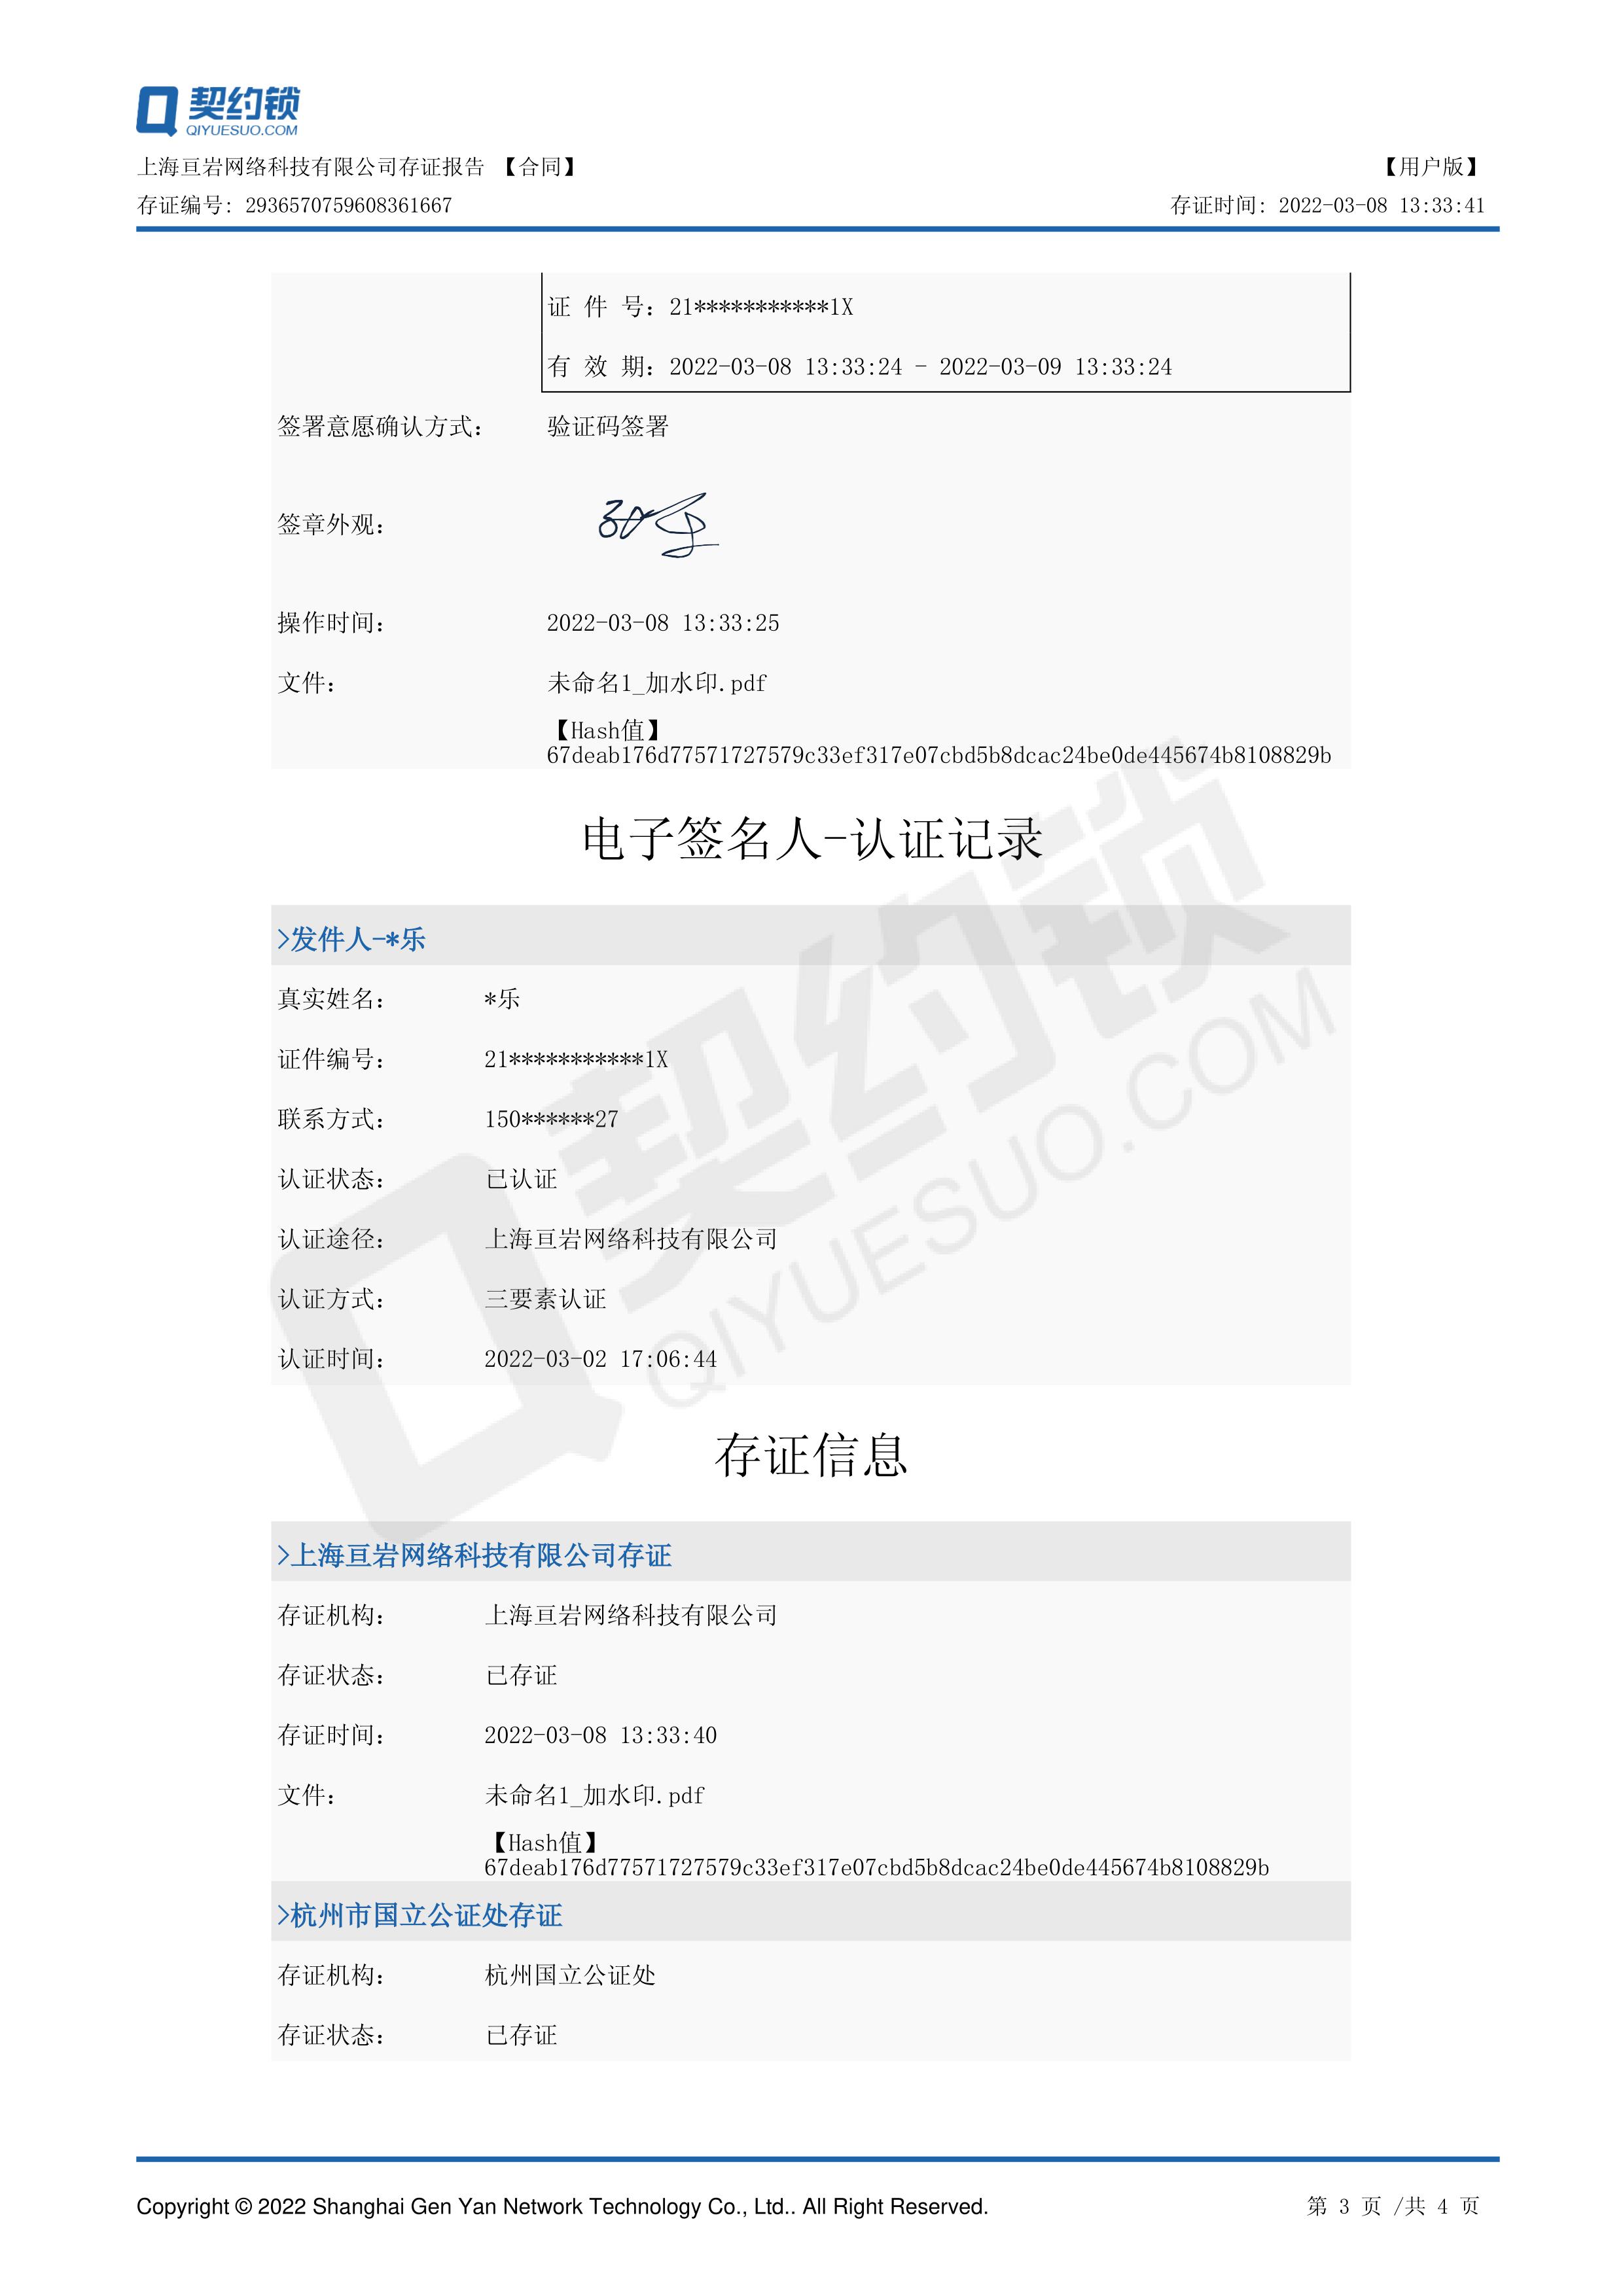 契约锁
QIYUESUO.COM
上海亘岩网络科技有限公司存证报告 【合同】 【用户版】
存证编号: 2936570759608361667 存证时间: 2022-03-08 13:33:41
证 件 号: 21***********1X
有 效 期: 2022-03-08 13:33:24 - 2022-03-09 13:33:24
签署意愿确认方式: 验证码签署
签章外观:
操作时间: 2022-03-08 13:33:25
文件: 未命名1_加水印.pdf
【Hash值】
67deab176d77571727579c33ef317e07cbd5b8dcac24be0de445674b8108829b
电子签名人-认证记录
>发件人-*乐
真实姓名: *乐
证件编号: 21***********1X
联系方式: 150******27
认证状态: 已认证
认证途径: 上海亘岩网络科技有限公司
认证方式: 三要素认证
认证时间: 2022-03-02 17:06:44
契约锁
QIYUESUO.COM
存证信息
>上海亘岩网络科技有限公司存证
存证机构: 上海亘岩网络科技有限公司
存证状态: 已存证
存证时间: 2022-03-08 13:33:40
文件: 未命名1_加水印.pdf
【Hash值】
67deab176d77571727579c33ef317e07cbd5b8dcac24be0de445674b8108829b
>杭州市国立公证处存证
存证机构: 杭州国立公证处
存证状态: 已存证
Copyright © 2022 Shanghai Gen Yan Network Technology Co., Ltd.. All Right Reserved. 第 3 页 /共 4 页